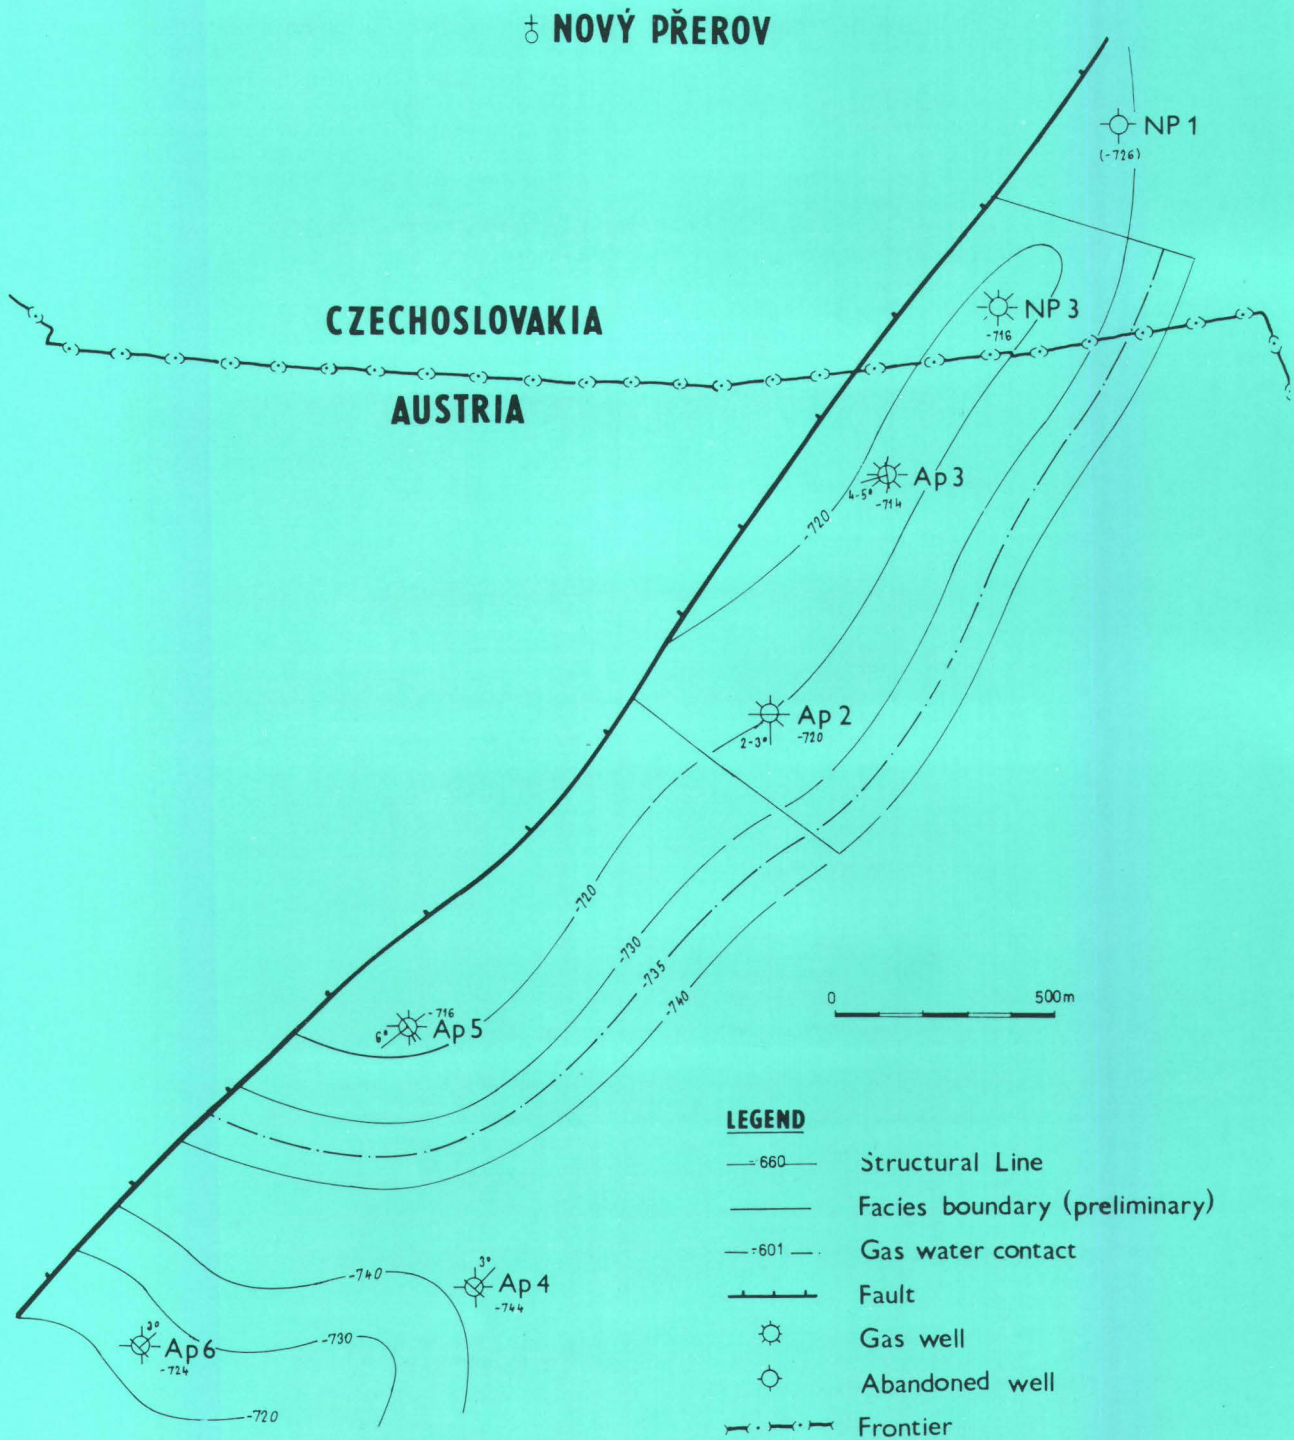 NOVÝ PŘEROV
NP 1
(-726)
CZECHOSLOVAKIA
NP 3
-716
AUSTRIA
Ap 3
4-5°
-714
-720
Ap 2
2-3°
-720
-720
-730
-735
-740
0 500m
-716
6°
Ap 5
LEGEND
-660 Structural Line
Facies boundary (preliminary)
-601 Gas water contact
Fault
Gas well
Abandoned well
Frontier
-740
3°
Ap 4
-744
3°
Ap 6
-724
-730
-720